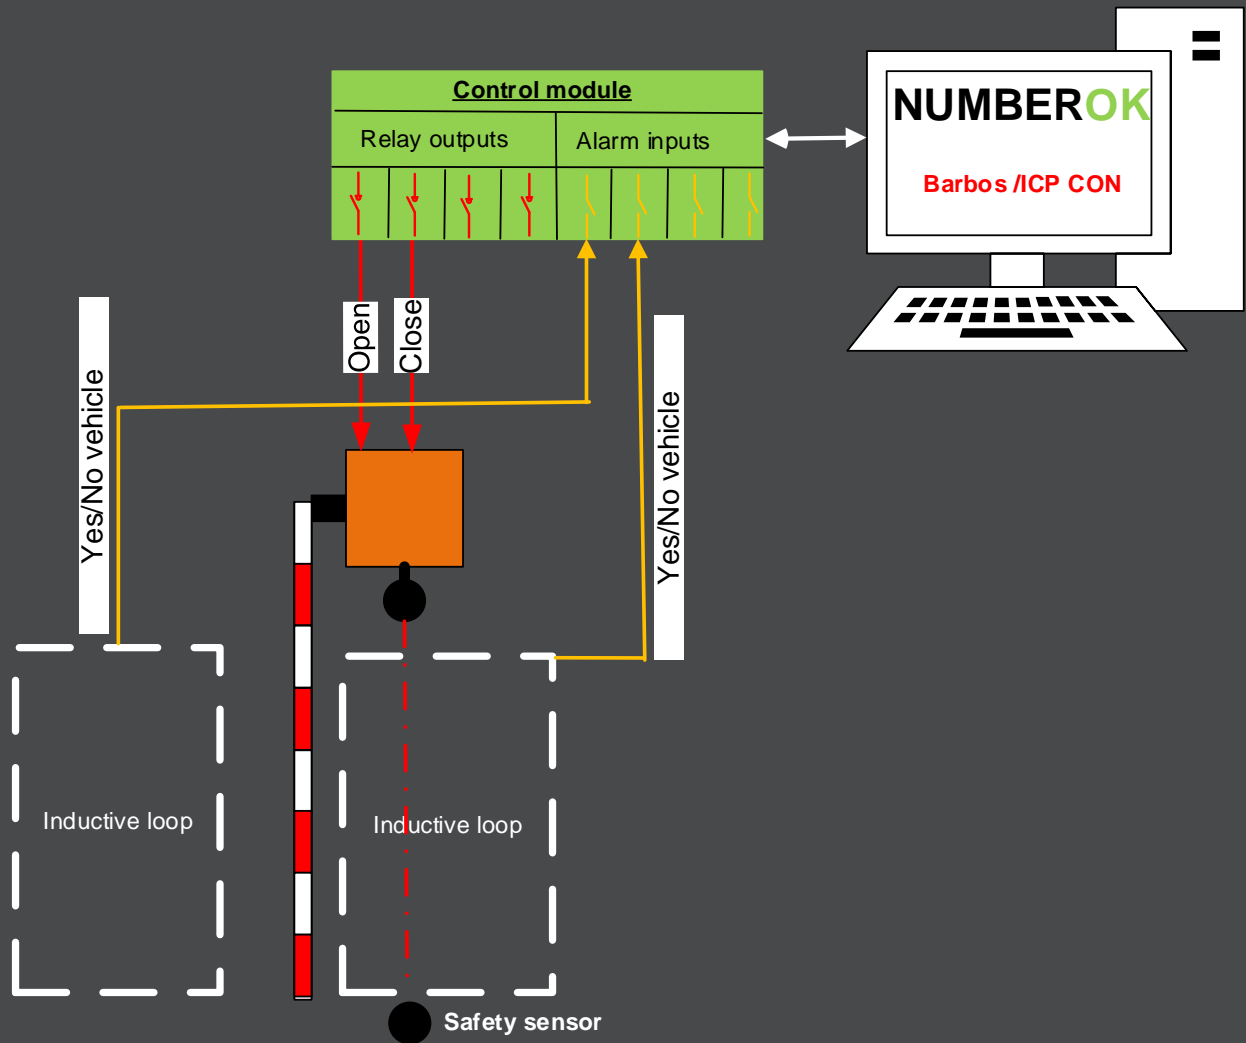 Control module
Relay outputs
Alarm inputs
NUMBEROK
Barbos /ICP CON
Open
Close
Yes/No vehicle
Yes/No vehicle
Inductive loop
Inductive loop
Safety sensor